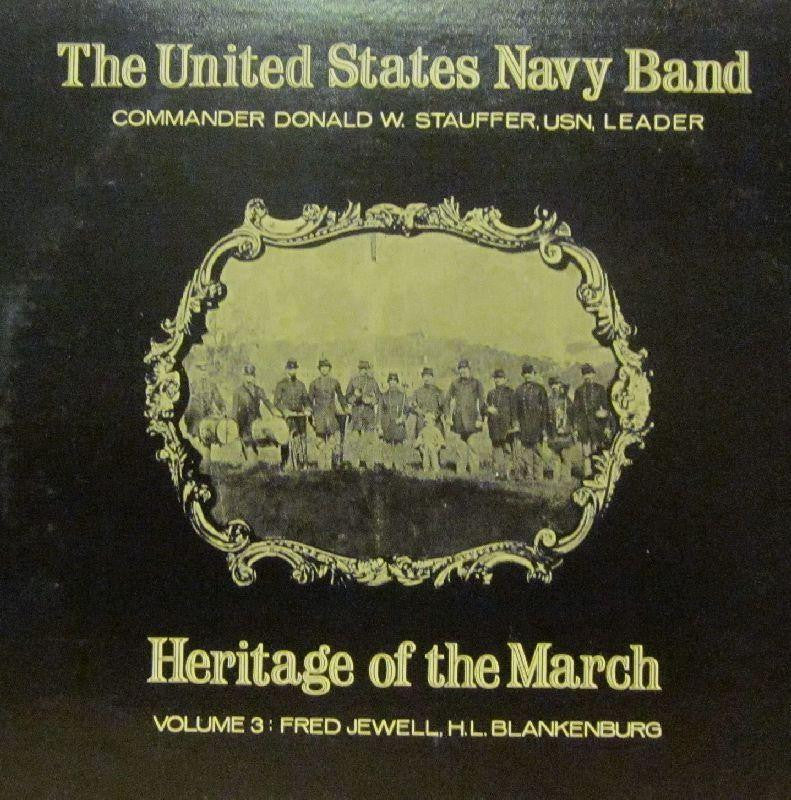 The United States Navy Band
COMMANDER DONALD W. STAUFFER, USN, LEADER
Heritage of the March
VOLUME 3: FRED JEWELL, H.L. BLANKENBURG